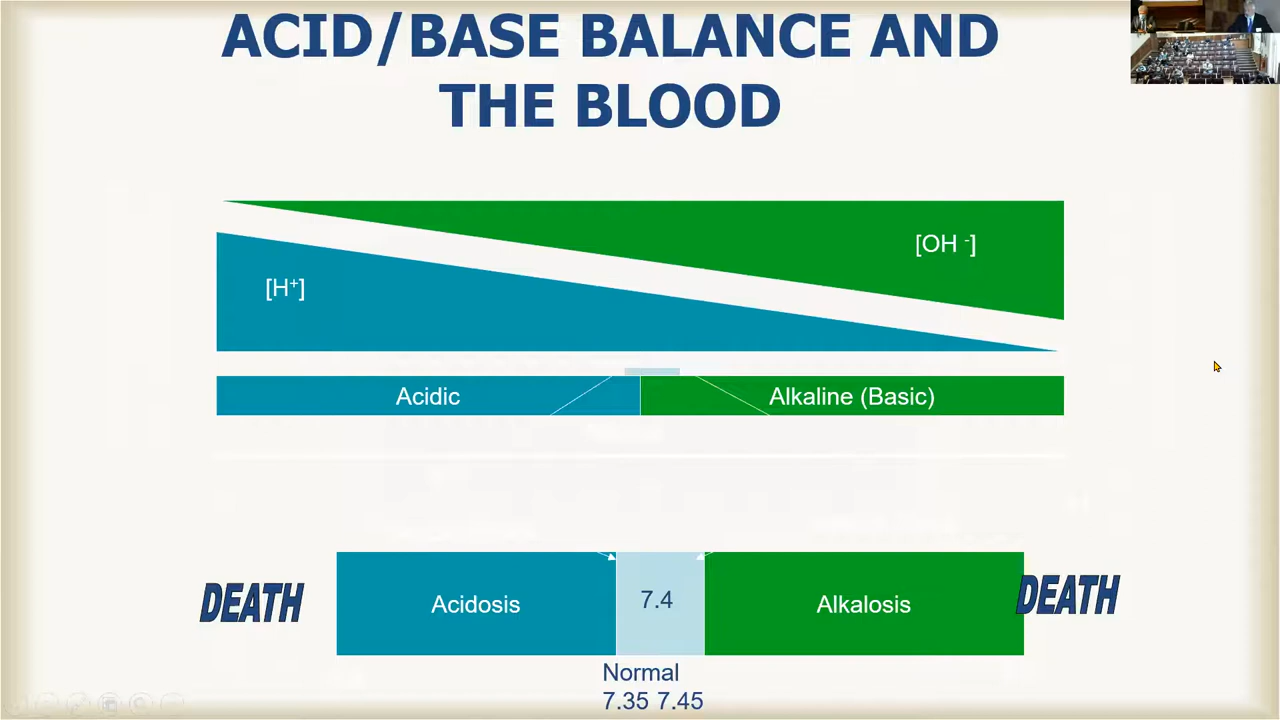 ACID/BASE BALANCE AND
THE BLOOD
[OH -]
[H+]
Acidic
Alkaline (Basic)
DEATH
Acidosis
7.4
Alkalosis
DEATH
Normal
7.35 7.45